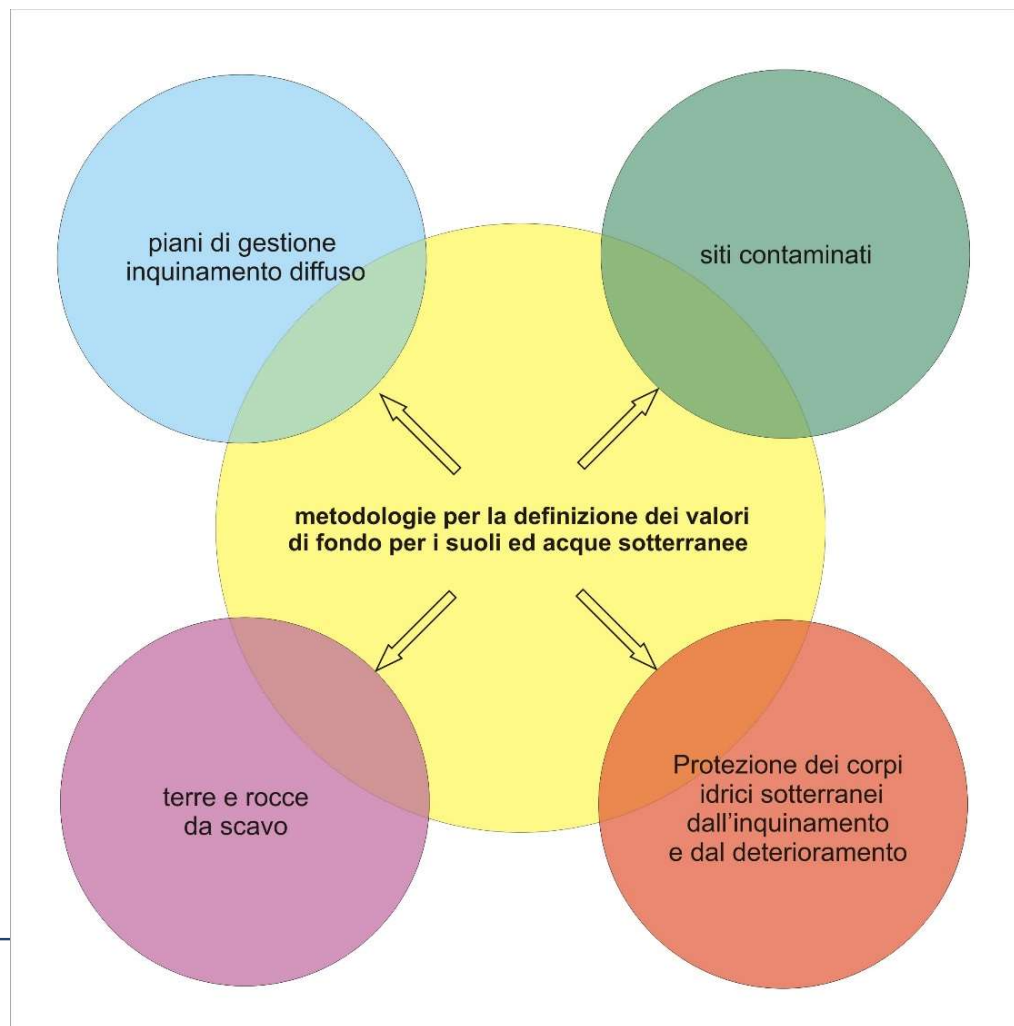 piani di gestione
inquinamento diffuso
siti contaminati
metodologie per la definizione dei valori
di fondo per i suoli ed acque sotterranee
terre e rocce
da scavo
Protezione dei corpi
idrici sotterranei
dall'inquinamento
e dal deterioramento